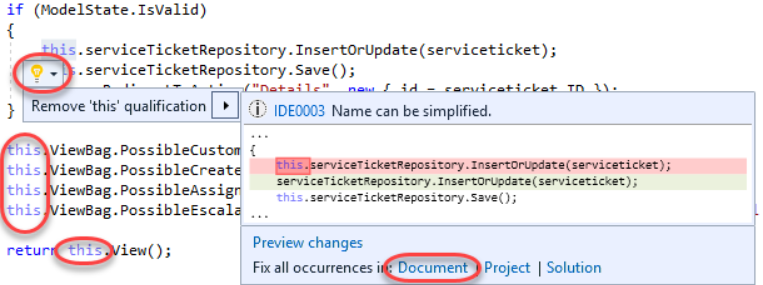 if (ModelState.IsValid)
{
this.serviceTicketRepository.InsertOrUpdate(serviceticket);
.serviceTicketRepository.Save();
("Details", new { id = serviceticket.ID });
}
Remove 'this' qualification
IDE0003 Name can be simplified.
...
{
this.serviceTicketRepository.InsertOrUpdate(serviceticket);
serviceTicketRepository.InsertOrUpdate(serviceticket);
this.serviceTicketRepository.Save();
...
Preview changes
Fix all occurrences in: Document | Project | Solution
this.ViewBag.PossibleCustom
this.ViewBag.PossibleCreate
this.ViewBag.PossibleAssign
this.ViewBag.PossibleEscala
return this.View();